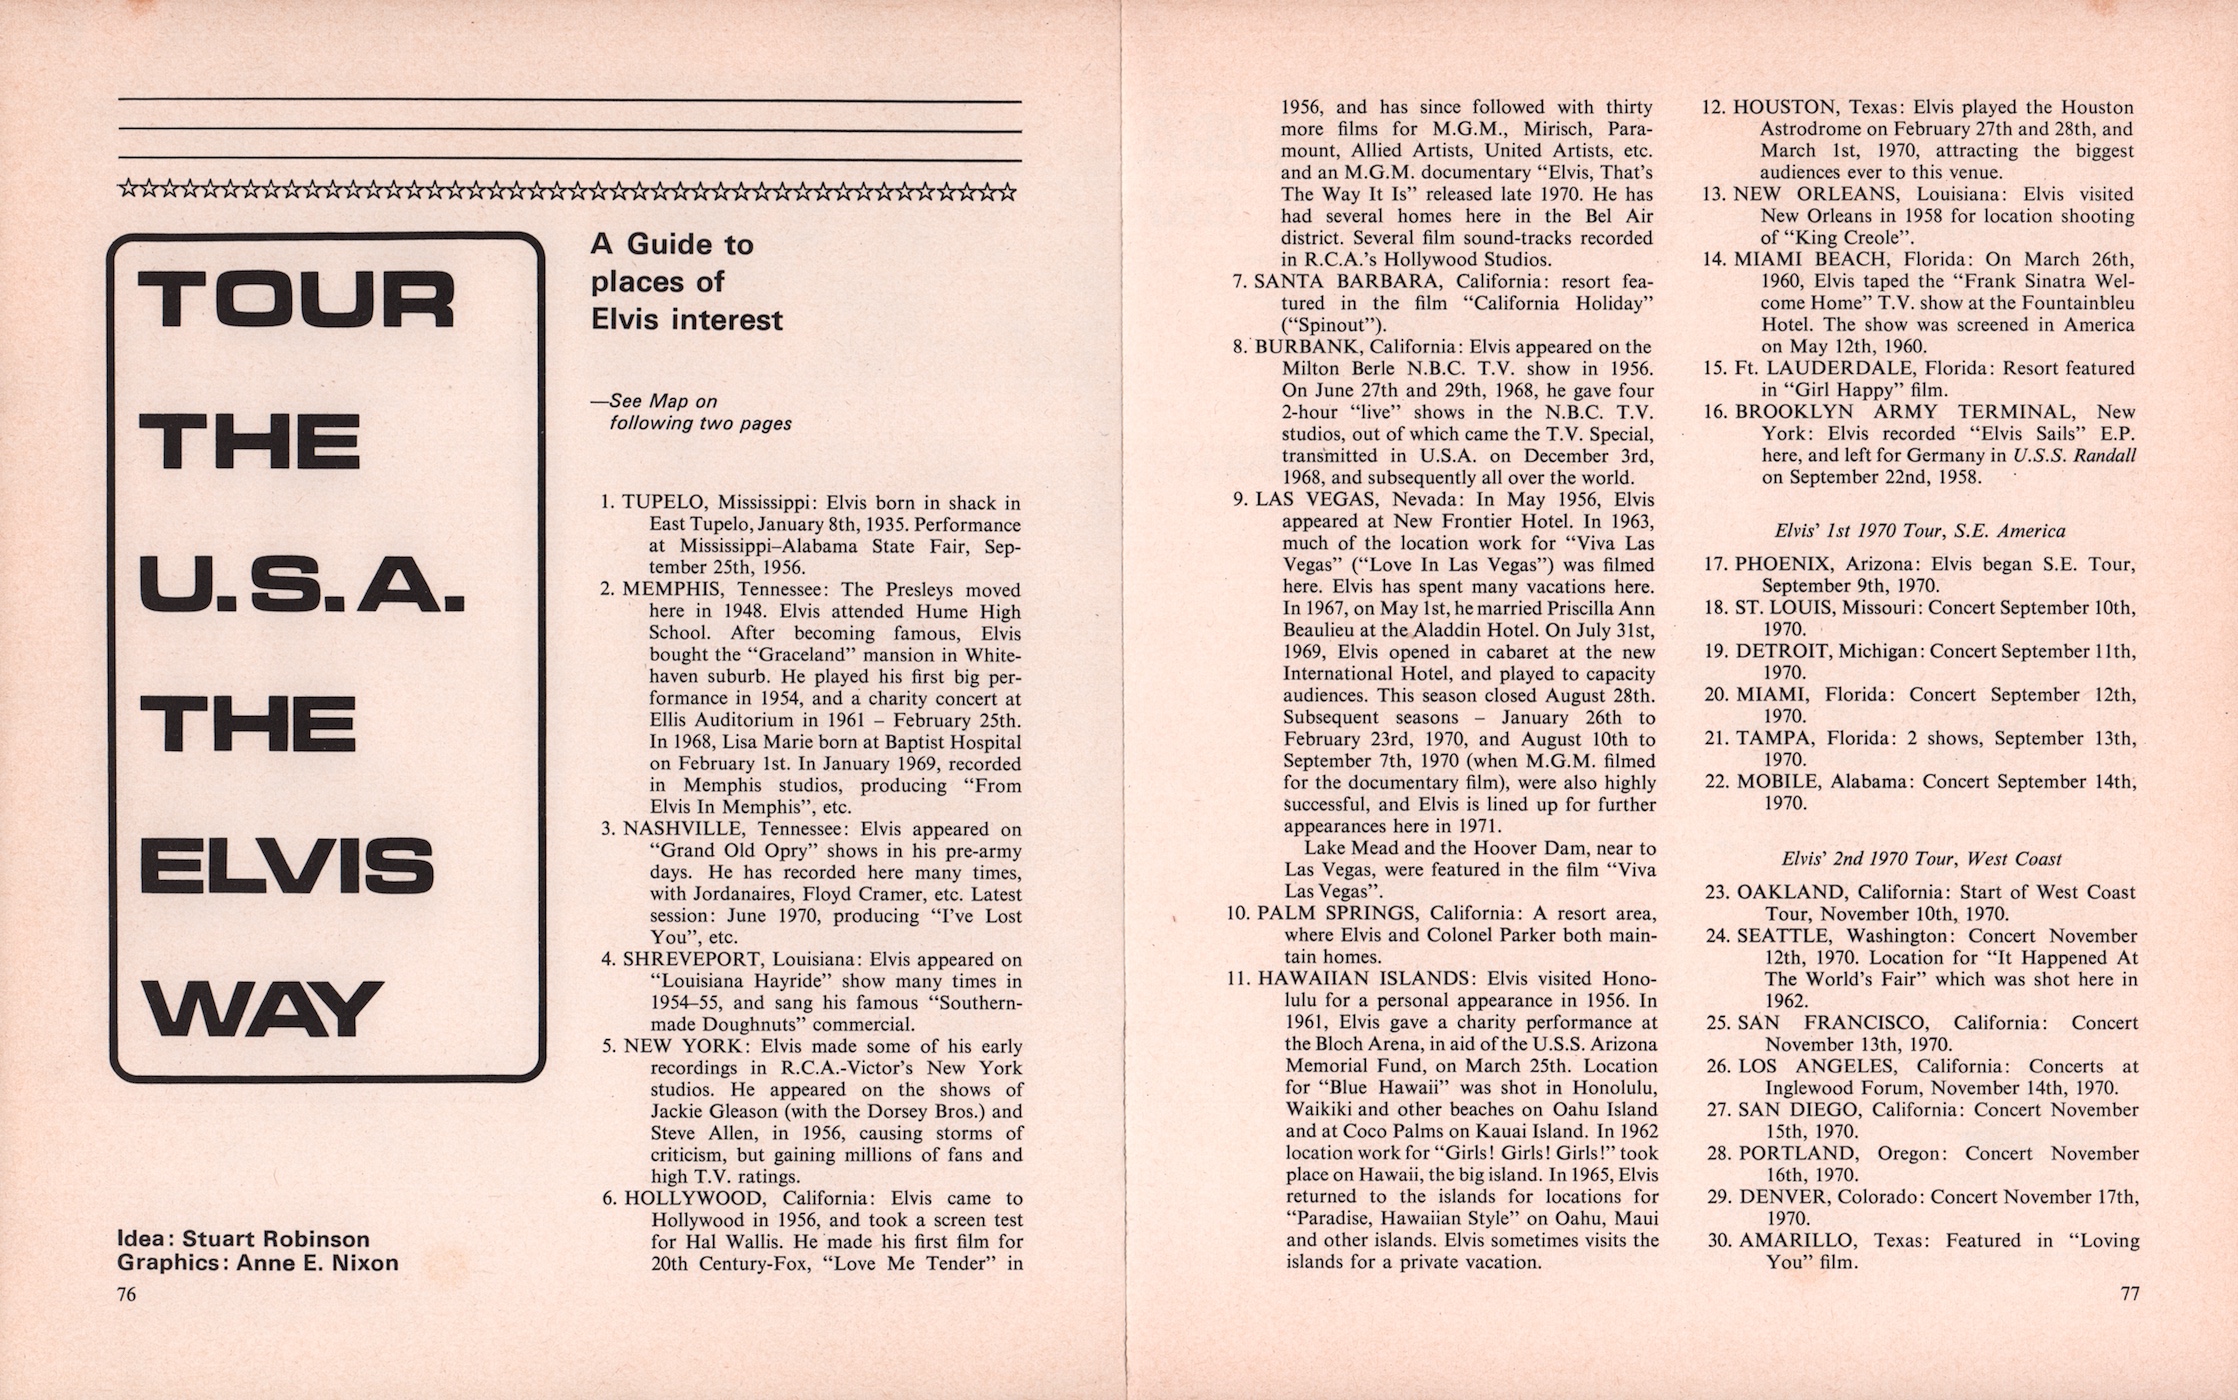 TOUR
THE
U.S.A.
THE
ELVIS
WAY
Idea: Stuart Robinson
Graphics: Anne E. Nixon
76
A Guide to
places of
Elvis interest
—See Map on
following two pages
1. TUPELO, Mississippi: Elvis born in shack in
East Tupelo, January 8th, 1935. Performance
at Mississippi–Alabama State Fair, Sep-
tember 25th, 1956.
2. MEMPHIS, Tennessee: The Presleys moved
here in 1948. Elvis attended Hume High
School. After becoming famous, Elvis
bought the “Graceland” mansion in White-
haven suburb. He played his first big per-
formance in 1954, and a charity concert at
Ellis Auditorium in 1961 – February 25th.
In 1968, Lisa Marie born at Baptist Hospital
on February 1st. In January 1969, recorded
in Memphis studios, producing “From
Elvis In Memphis”, etc.
3. NASHVILLE, Tennessee: Elvis appeared on
“Grand Old Opry” shows in his pre-army
days. He has recorded here many times,
with Jordanaires, Floyd Cramer, etc. Latest
session: June 1970, producing “I’ve Lost
You”, etc.
4. SHREVEPORT, Louisiana: Elvis appeared on
“Louisiana Hayride” show many times in
1954–55, and sang his famous “Southern-
made Doughnuts” commercial.
5. NEW YORK: Elvis made some of his early
recordings in R.C.A.-Victor’s New York
studios. He appeared on the shows of
Jackie Gleason (with the Dorsey Bros.) and
Steve Allen, in 1956, causing storms of
criticism, but gaining millions of fans and
high T.V. ratings.
6. HOLLYWOOD, California: Elvis came to
Hollywood in 1956, and took a screen test
for Hal Wallis. He made his first film for
20th Century-Fox, “Love Me Tender” in
1956, and has since followed with thirty
more films for M.G.M., Mirisch, Para-
mount, Allied Artists, United Artists, etc.
and an M.G.M. documentary “Elvis, That’s
The Way It Is” released late 1970. He has
had several homes here in the Bel Air
district. Several film sound-tracks recorded
in R.C.A.’s Hollywood Studios.
7. SANTA BARBARA, California: resort fea-
tured in the film “California Holiday”
(“Spinout”).
8. BURBANK, California: Elvis appeared on the
Milton Berle N.B.C. T.V. show in 1956.
On June 27th and 29th, 1968, he gave four
2-hour “live” shows in the N.B.C. T.V.
studios, out of which came the T.V. Special,
transmitted in U.S.A. on December 3rd,
1968, and subsequently all over the world.
9. LAS VEGAS, Nevada: In May 1956, Elvis
appeared at New Frontier Hotel. In 1963,
much of the location work for “Viva Las
Vegas” (“Love In Las Vegas”) was filmed
here. Elvis has spent many vacations here.
In 1967, on May 1st, he married Priscilla Ann
Beaulieu at the Aladdin Hotel. On July 31st,
1969, Elvis opened in cabaret at the new
International Hotel, and played to capacity
audiences. This season closed August 28th.
Subsequent seasons – January 26th to
February 23rd, 1970, and August 10th to
September 7th, 1970 (when M.G.M. filmed
for the documentary film), were also highly
successful, and Elvis is lined up for further
appearances here in 1971.
Lake Mead and the Hoover Dam, near to
Las Vegas, were featured in the film “Viva
Las Vegas”.
10. PALM SPRINGS, California: A resort area,
where Elvis and Colonel Parker both main-
tain homes.
11. HAWAIIAN ISLANDS: Elvis visited Hono-
lulu for a personal appearance in 1956. In
1961, Elvis gave a charity performance at
the Bloch Arena, in aid of the U.S.S. Arizona
Memorial Fund, on March 25th. Location
for “Blue Hawaii” was shot in Honolulu,
Waikiki and other beaches on Oahu Island
and at Coco Palms on Kauai Island. In 1962
location work for “Girls! Girls! Girls!” took
place on Hawaii, the big island. In 1965, Elvis
returned to the islands for locations for
“Paradise, Hawaiian Style” on Oahu, Maui
and other islands. Elvis sometimes visits the
islands for a private vacation.
12. HOUSTON, Texas: Elvis played the Houston
Astrodome on February 27th and 28th, and
March 1st, 1970, attracting the biggest
audiences ever to this venue.
13. NEW ORLEANS, Louisiana: Elvis visited
New Orleans in 1958 for location shooting
of “King Creole”.
14. MIAMI BEACH, Florida: On March 26th,
1960, Elvis taped the “Frank Sinatra Wel-
come Home” T.V. show at the Fountainbleu
Hotel. The show was screened in America
on May 12th, 1960.
15. Ft. LAUDERDALE, Florida: Resort featured
in “Girl Happy” film.
16. BROOKLYN ARMY TERMINAL, New
York: Elvis recorded “Elvis Sails” E.P.
here, and left for Germany in U.S.S. Randall
on September 22nd, 1958.
Elvis’ 1st 1970 Tour, S.E. America
17. PHOENIX, Arizona: Elvis began S.E. Tour,
September 9th, 1970.
18. ST. LOUIS, Missouri: Concert September 10th,
1970.
19. DETROIT, Michigan: Concert September 11th,
1970.
20. MIAMI, Florida: Concert September 12th,
1970.
21. TAMPA, Florida: 2 shows, September 13th,
1970.
22. MOBILE, Alabama: Concert September 14th,
1970.
Elvis’ 2nd 1970 Tour, West Coast
23. OAKLAND, California: Start of West Coast
Tour, November 10th, 1970.
24. SEATTLE, Washington: Concert November
12th, 1970. Location for “It Happened At
The World’s Fair” which was shot here in
1962.
25. SAN FRANCISCO, California: Concert
November 13th, 1970.
26. LOS ANGELES, California: Concerts at
Inglewood Forum, November 14th, 1970.
27. SAN DIEGO, California: Concert November
15th, 1970.
28. PORTLAND, Oregon: Concert November
16th, 1970.
29. DENVER, Colorado: Concert November 17th,
1970.
30. AMARILLO, Texas: Featured in “Loving
You” film.
77